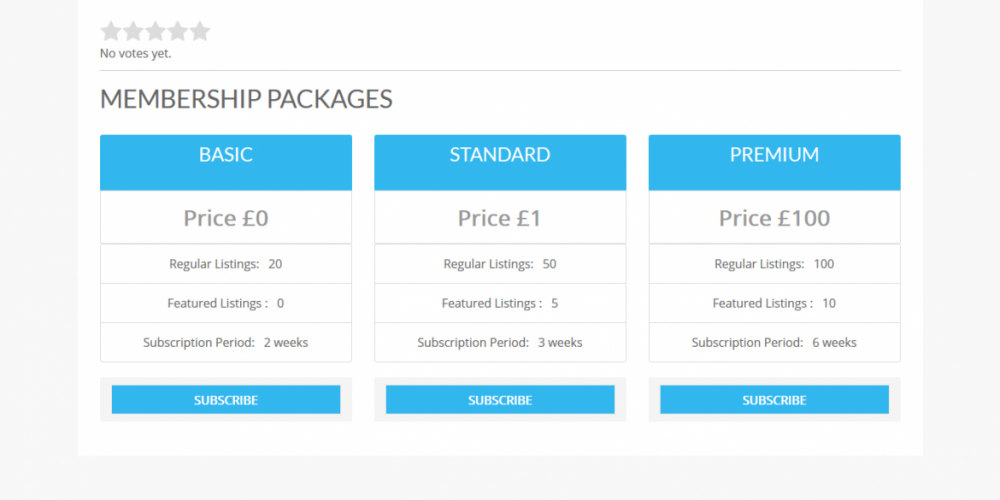 No votes yet.
MEMBERSHIP PACKAGES
BASIC
Price £0
Regular Listings: 20
Featured Listings : 0
Subscription Period: 2 weeks
SUBSCRIBE
STANDARD
Price £1
Regular Listings: 50
Featured Listings : 5
Subscription Period: 3 weeks
SUBSCRIBE
PREMIUM
Price £100
Regular Listings: 100
Featured Listings : 10
Subscription Period: 6 weeks
SUBSCRIBE